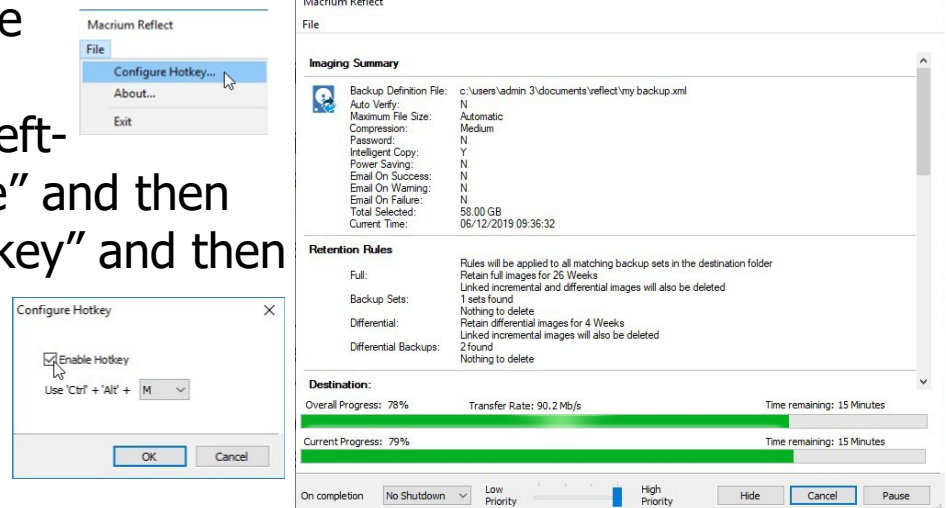 e
eft-
e” and then
key” and then
Macrium Reflect
File
Configure Hotkey...
About...
Exit
Configure Hotkey
Enable Hotkey
Use 'Ctrl' + 'Alt' + M
OK Cancel
Macrium Reflect
File
Imaging Summary
Backup Definition File: c:\users\admin 3\documents\reflect\my backup.xml
Auto Verify: N
Maximum File Size: Automatic
Compression: Medium
Password: N
Intelligent Copy: Y
Power Saving: N
Email On Success: N
Email On Warning: N
Email On Failure: N
Total Selected: 58.00 GB
Current Time: 06/12/2019 09:36:32
Retention Rules
Rules will be applied to all matching backup sets in the destination folder
Full: Retain full images for 26 Weeks
Linked incremental and differential images will also be deleted
Backup Sets: 1 sets found
Nothing to delete
Differential: Retain differential images for 4 Weeks
Linked incremental images will also be deleted
Differential Backups: 2 found
Nothing to delete
Destination:
Overall Progress: 78% Transfer Rate: 90.2 Mb/s Time remaining: 15 Minutes
Current Progress: 79% Time remaining: 15 Minutes
On completion No Shutdown Low Priority High Priority Hide Cancel Pause